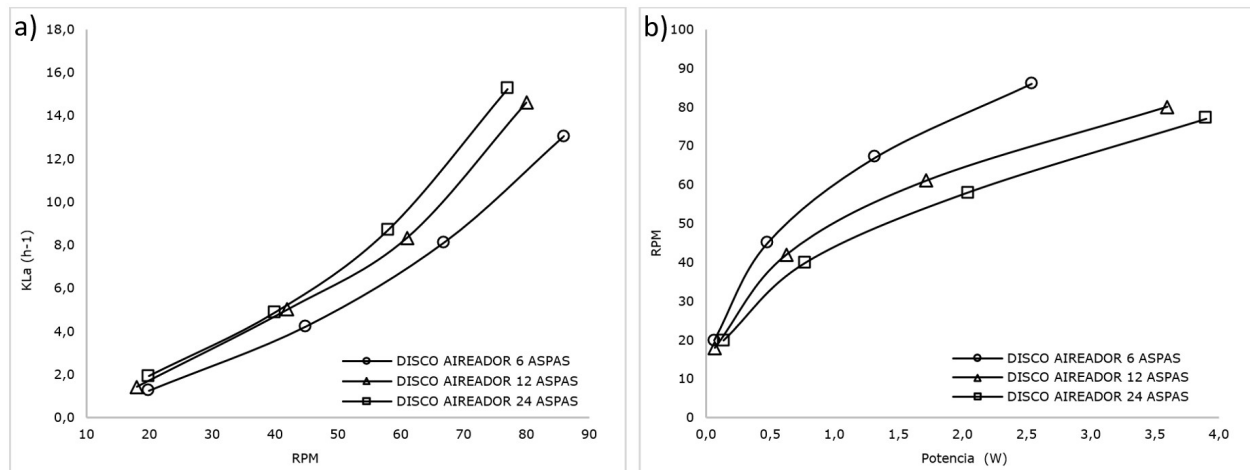 a)
18,0
16,0
14,0
12,0
10,0
8,0
6,0
4,0
2,0
0,0
KLa (h-1)
10 20 30 40 50 60 70 80 90
RPM
DISCO AIREADOR 6 ASPAS
DISCO AIREADOR 12 ASPAS
DISCO AIREADOR 24 ASPAS
b)
100
90
80
70
60
50
40
30
20
10
0
RPM
0,0 0,5 1,0 1,5 2,0 2,5 3,0 3,5 4,0
Potencia (W)
DISCO AIREADOR 6 ASPAS
DISCO AIREADOR 12 ASPAS
DISCO AIREADOR 24 ASPAS